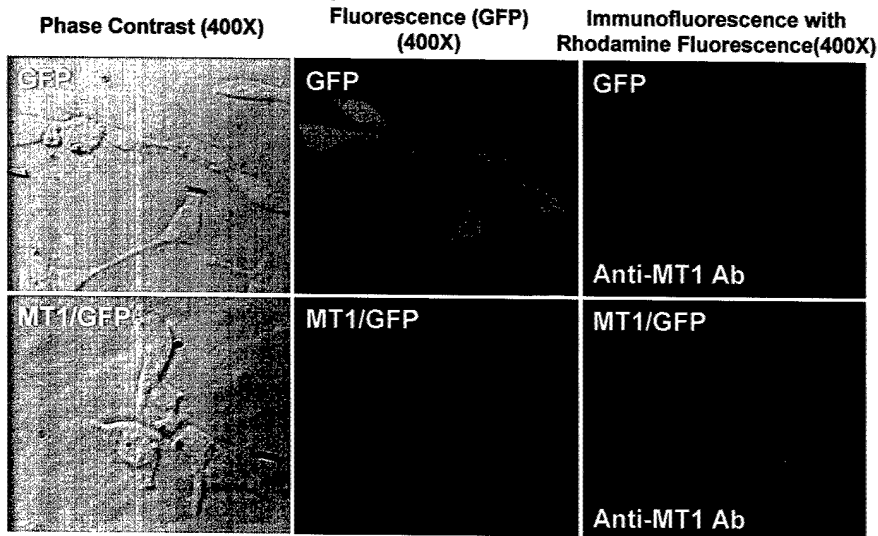 Phase Contrast (400X)
Fluorescence (GFP)
(400X)
Immunofluorescence with
Rhodamine Fluorescence(400X)
GFP
GFP
GFP
Anti-MT1 Ab
MT1/GFP
MT1/GFP
MT1/GFP
Anti-MT1 Ab